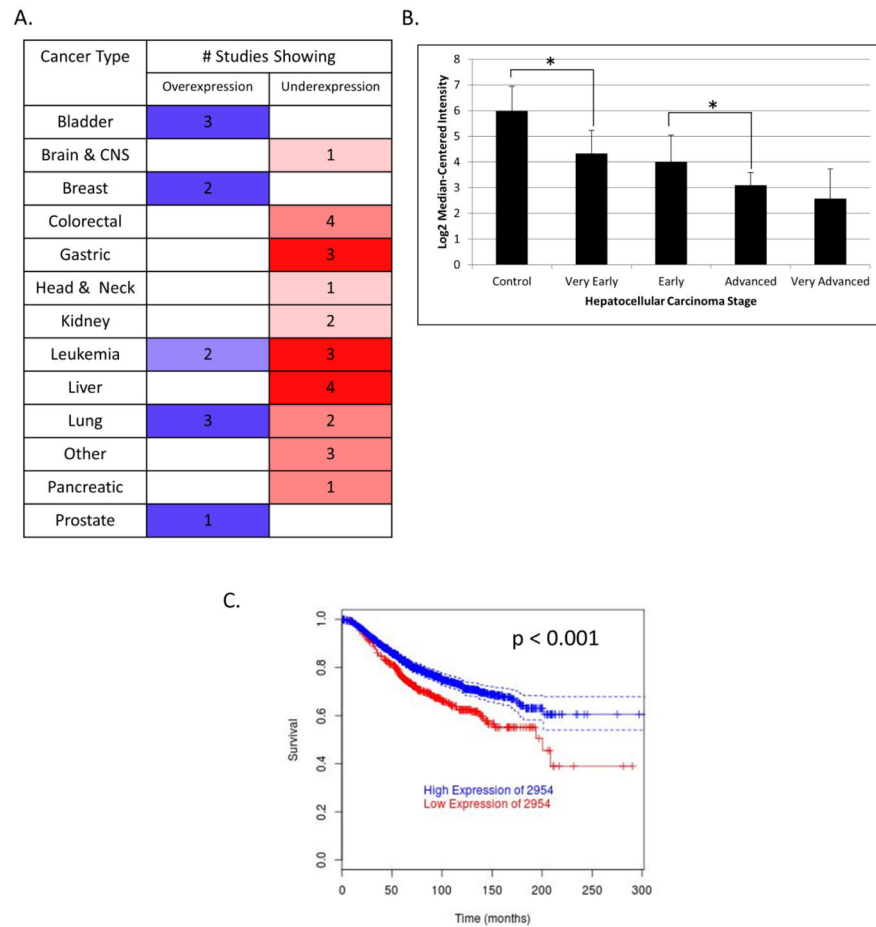 A.
Cancer Type # Studies Showing
Overexpression Underexpression
Bladder 3
Brain & CNS 1
Breast 2
Colorectal 4
Gastric 3
Head & Neck 1
Kidney 2
Leukemia 2 3
Liver 4
Lung 3 2
Other 3
Pancreatic 1
Prostate 1
B.
Log2 Median-Centered Intensity
8
7
6
5
4
3
2
1
0
*
*
Control Very Early Early Advanced Very Advanced
Hepatocellular Carcinoma Stage
C.
Survival
1.0
0.8
0.6
0.4
0.2
0.0
p < 0.001
High Expression of 2954
Low Expression of 2954
0 50 100 150 200 250 300
Time (months)